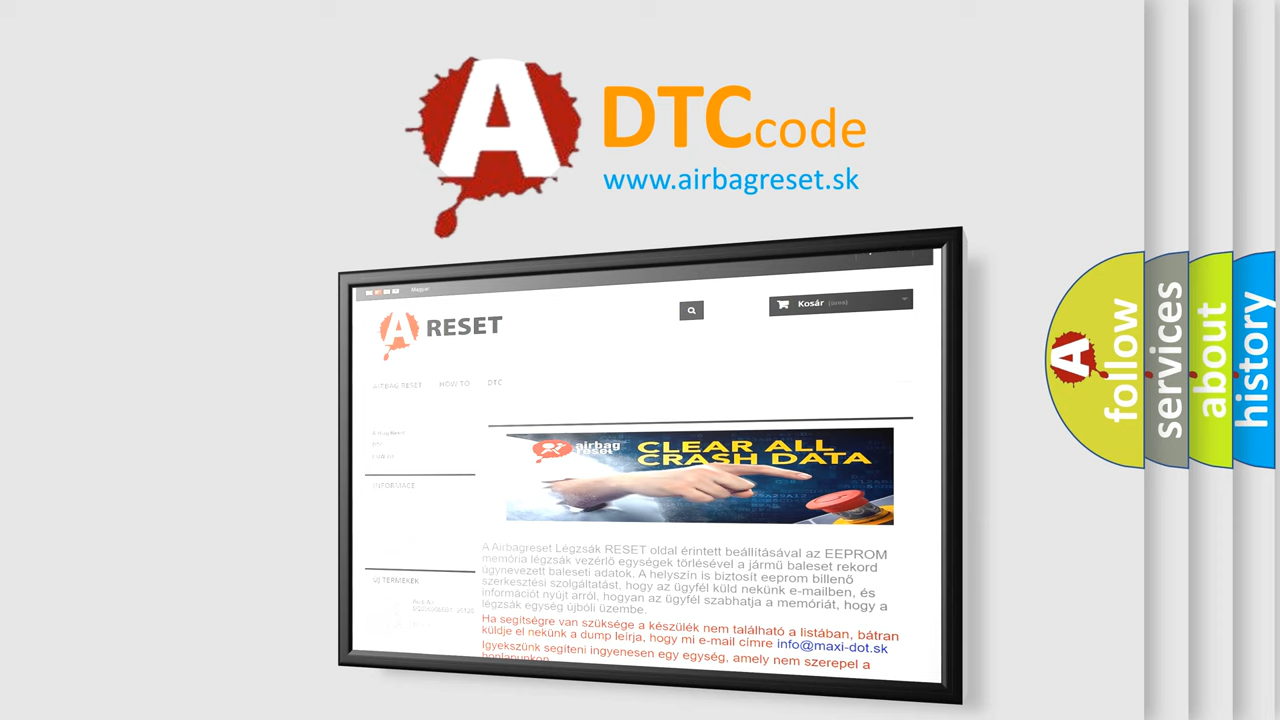 A DTC code
www.airbagreset.sk
Magyar
Kosár (üres)
A RESET
AIRBAG RESET HOW TO DTC
INFORMACE
ÚJ TERMÉKEK
airbag
reset
CLEAR ALL
CRASH DATA
A Airbagreset Légzsák RESET oldal érintett beállításával az EEPROM
memória légzsák vezérlő egységek törlésével a jármű baleset rekord
úgynevezett baleseti adatok. A helyszín is biztosít eeprom billenő
szerkesztési szolgáltatást, hogy az ügyfél küld nekünk e-mailben, és
információt nyújt arról, hogyan az ügyfél szabhatja a memóriát, hogy a
légzsák egység újbóli üzembe.
Ha segítségre van szüksége a készülék nem található a listában, bátran
küldje el nekünk a dump leírja, hogy mi e-mail címre info@maxi-dot.sk
Igyekszünk segíteni ingyenesen egy egység, amely nem szerepel a
honlapunkon
A follow
services
about
history